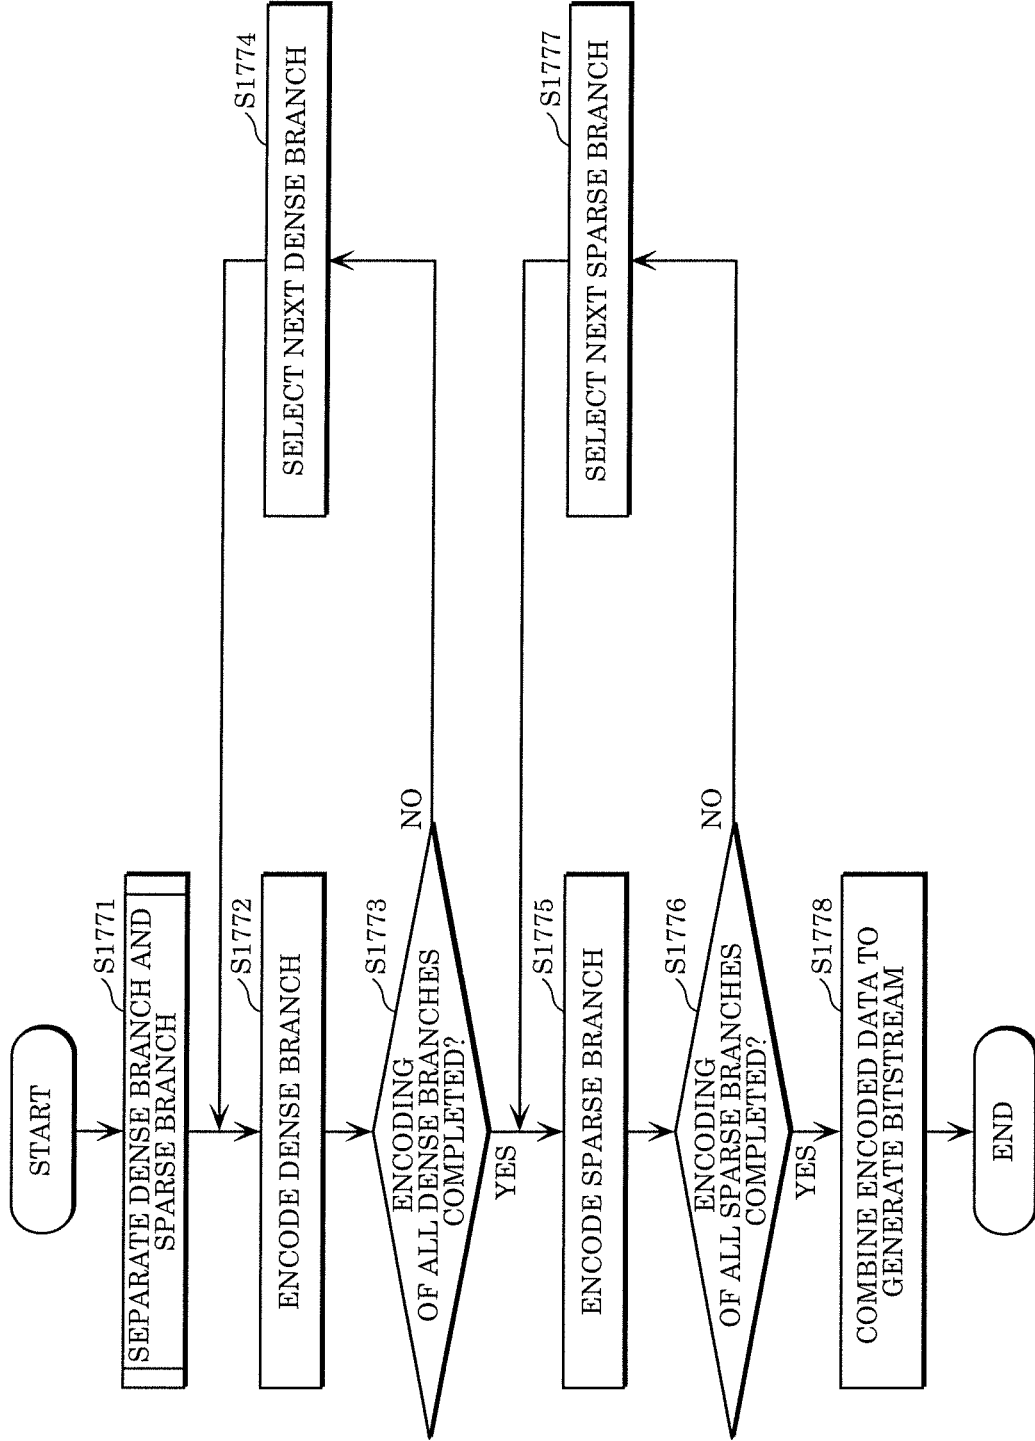 START
S1771
SEPARATE DENSE BRANCH AND
SPARSE BRANCH
S1772
ENCODE DENSE BRANCH
S1773
ENCODING
OF ALL DENSE BRANCHES
COMPLETED?
NO
YES
S1774
SELECT NEXT DENSE BRANCH
S1775
ENCODE SPARSE BRANCH
S1776
ENCODING
OF ALL SPARSE BRANCHES
COMPLETED?
NO
YES
S1777
SELECT NEXT SPARSE BRANCH
S1778
COMBINE ENCODED DATA TO
GENERATE BITSTREAM
END